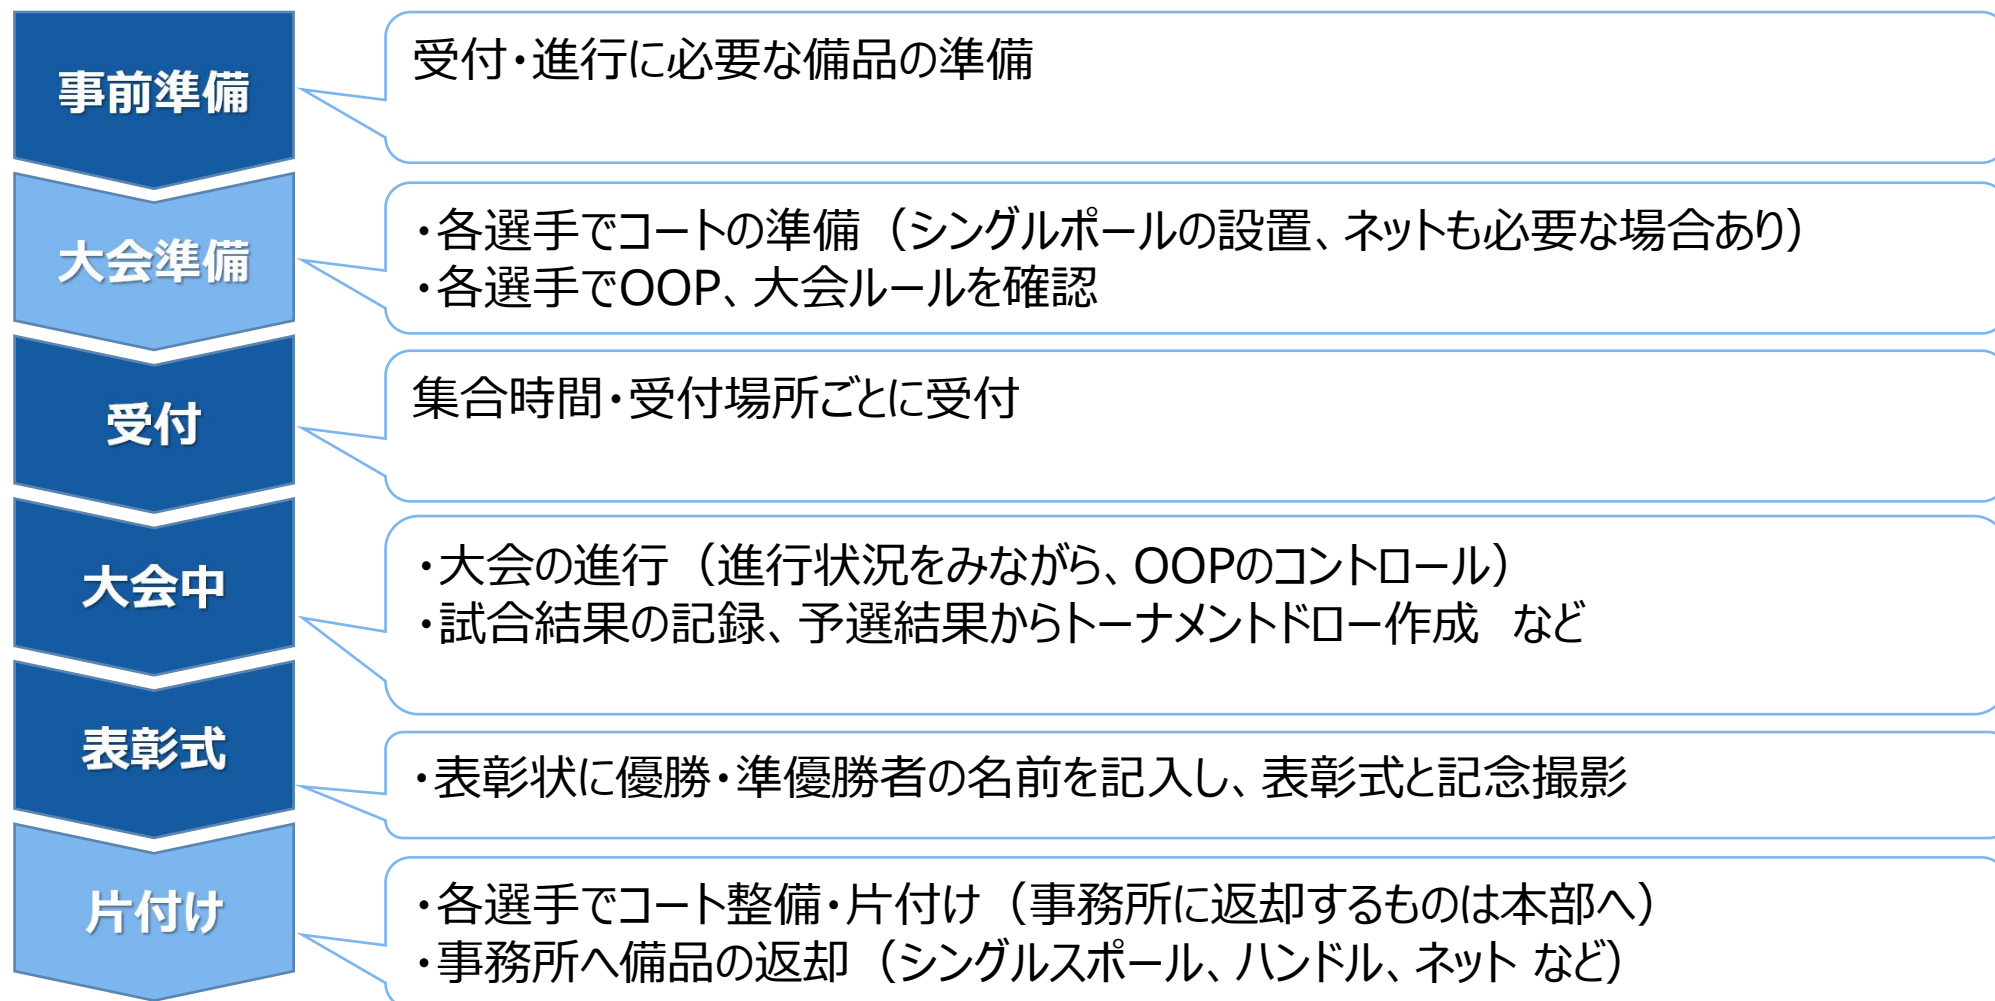 事前準備
受付・進行に必要な備品の準備
大会準備
・各選手でコートの準備（シングルポールの設置、ネットも必要な場合あり）
・各選手でOOP、大会ルールを確認
受付
集合時間・受付場所ごとに受付
大会中
・大会の進行（進行状況をみながら、OOPのコントロール）
・試合結果の記録、予選結果からトーナメントドロー作成　など
表彰式
・表彰状に優勝・準優勝者の名前を記入し、表彰式と記念撮影
片付け
・各選手でコート整備・片付け（事務所に返却するものは本部へ）
・事務所へ備品の返却（シングルスポール、ハンドル、ネット など）